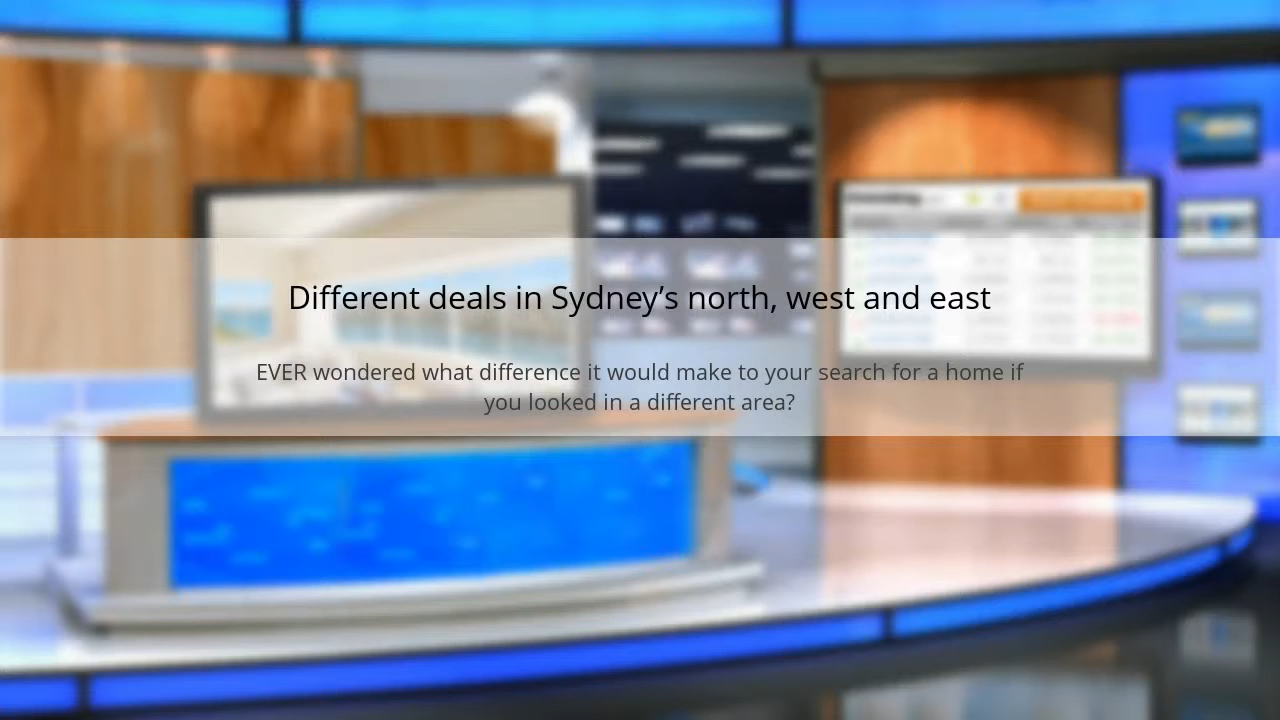 Different deals in Sydney’s north, west and east
EVER wondered what difference it would make to your search for a home if
you looked in a different area?